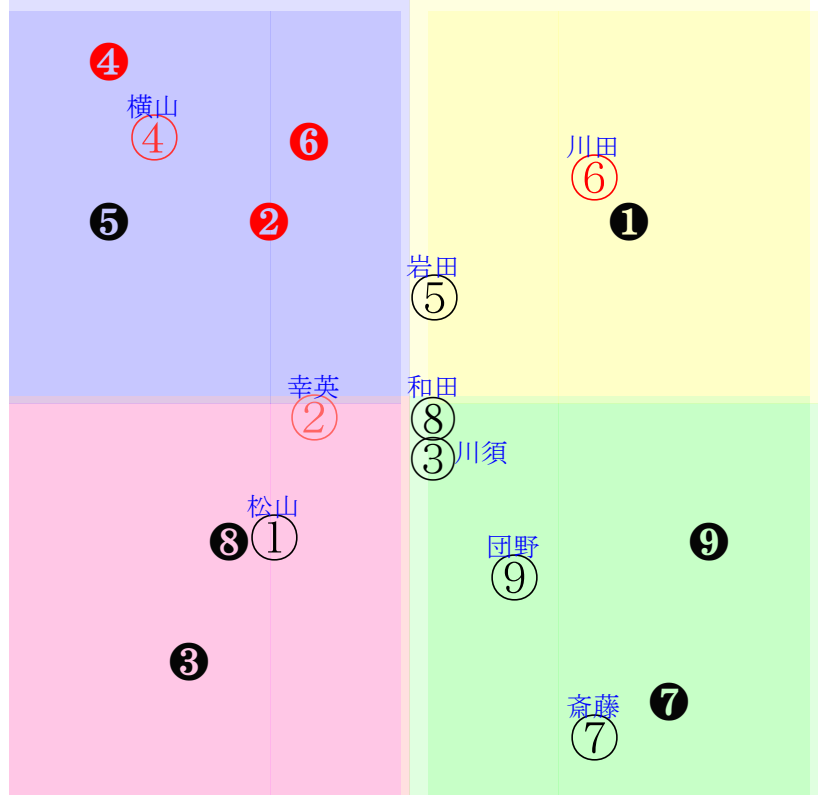 ❹
横山
④
❻
川田
⑥
❺
❷
❶
岩田
⑤
幸英
②
和田
⑧
③川須
松山
❽①
団野
⑨
❾
❸
斎藤
❼
⑦